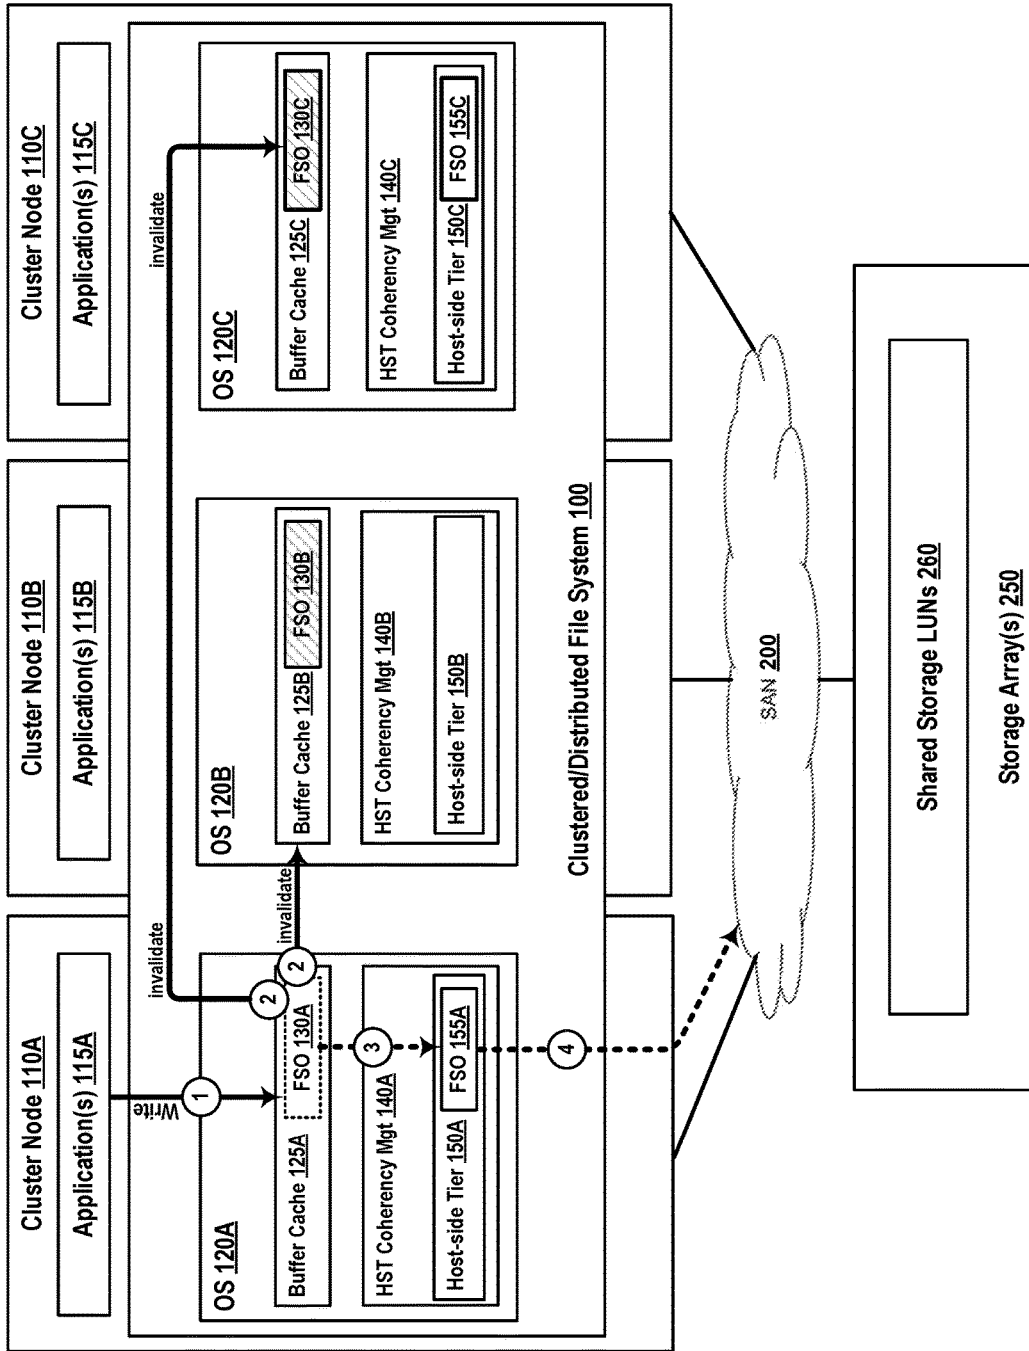 Cluster Node 110A
Application(s) 115A
Write
1
OS 120A
Buffer Cache 125A
FSO 130A
2
2
invalidate
invalidate
HST Coherency Mgt 140A
3
Host-side Tier 150A
FSO 155A
4
Cluster Node 110B
Application(s) 115B
OS 120B
Buffer Cache 125B
FSO 130B
HST Coherency Mgt 140B
Host-side Tier 150B
Cluster Node 110C
Application(s) 115C
invalidate
OS 120C
Buffer Cache 125C
FSO 130C
HST Coherency Mgt 140C
Host-side Tier 150C
FSO 155C
Clustered/Distributed File System 100
SAN 200
Shared Storage LUNs 260
Storage Array(s) 250